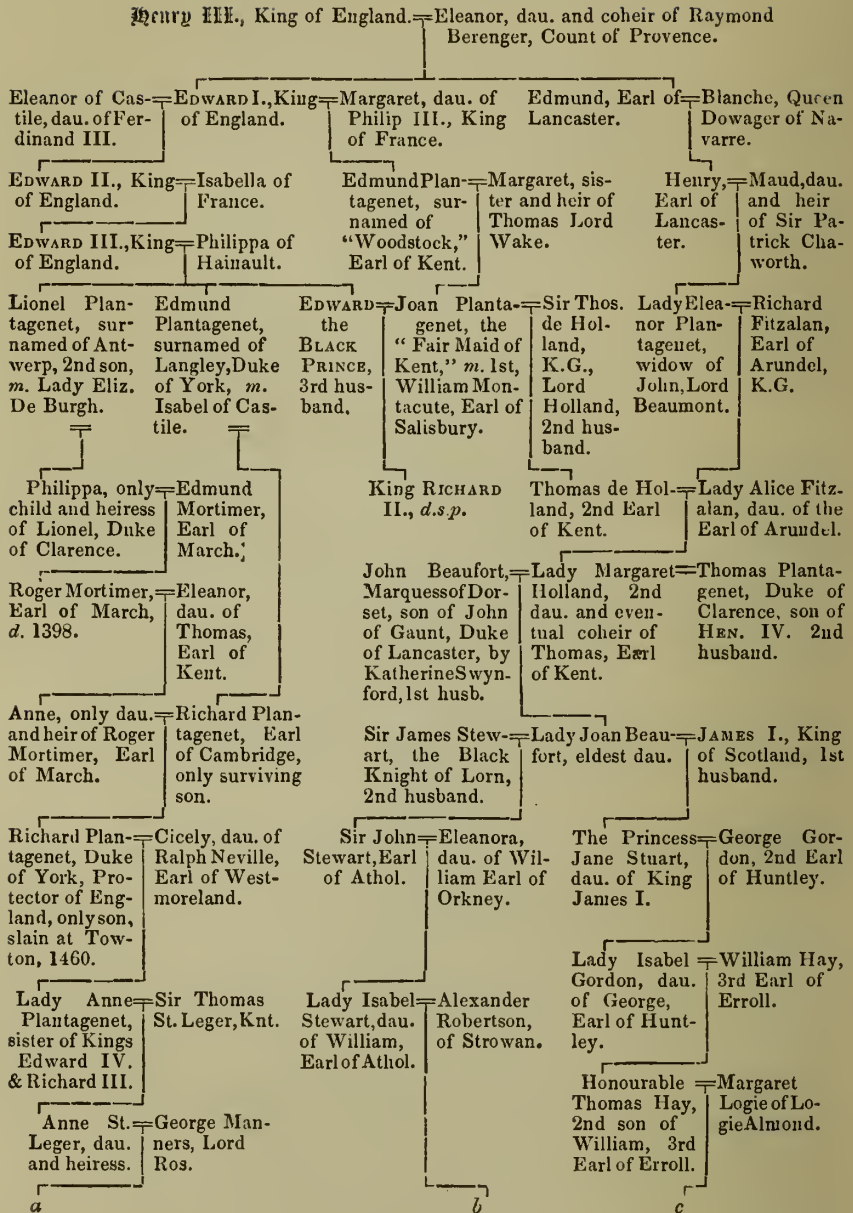 Henry III., King of England.=Eleanor, dau. and coheir of Raymond
Berenger, Count of Provence.
Eleanor of Cas-
tile, dau. of Fer-
dinand III.
EDWARD I., King
of England.
Margaret, dau. of
Philip III., King
of France.
Edmund, Earl of
Lancaster.
Blanche, Queen
Dowager of Na-
varre.
EDWARD II., King
of England.
Isabella of
France.
Edmund Plan-
tagenet, sur-
named of
"Woodstock,"
Earl of Kent.
Margaret, sis-
ter and heir of
Thomas Lord
Wake.
Henry,
Earl of
Lancas-
ter.
Maud, dau.
and heir
of Sir Pa-
trick Cha-
worth.
EDWARD III., King
of England.
Philippa of
Hainault.
Lionel Plan-
tagenet, sur-
named of Ant-
werp, 2nd son,
m. Lady Eliz.
De Burgh.
Edmund
Plantagenet,
surnamed of
Langley, Duke
of York, m.
Isabel of Cas-
tile.
EDWARD
the
BLACK
PRINCE,
3rd hus-
band.
Joan Planta-
genet, the
"Fair Maid of
Kent," m. 1st,
William Mon-
tacute, Earl of
Salisbury.
Sir Thos.
de Hol-
land,
K.G.,
Lord
Holland,
2nd hus-
band.
Lady Elea-
nor Plan-
tagenet,
widow of
John, Lord
Beaumont.
Richard
Fitzalan,
Earl of
Arundel,
K.G.
Philippa, only
child and heiress
of Lionel, Duke
of Clarence.
Edmund
Mortimer,
Earl of
March.
King RICHARD
II., d.s.p.
Thomas de Hol-
land, 2nd Earl
of Kent.
Lady Alice Fitz-
alan, dau. of the
Earl of Arundel.
Roger Mortimer,
Earl of March,
d. 1398.
Eleanor,
dau. of
Thomas,
Earl of
Kent.
John Beaufort,
Marquess of Dor-
set, son of John
of Gaunt, Duke
of Lancaster, by
Katherine Swyn-
ford, 1st husb.
Lady Margaret
Holland, 2nd
dau. and even-
tual coheir of
Thomas, Earl
of Kent.
Thomas Planta-
genet, Duke of
Clarence, son of
HEN. IV. 2nd
husband.
Anne, only dau.
and heir of Roger
Mortimer, Earl
of March.
Richard Plan-
tagenet, Earl
of Cambridge,
only surviving
son.
Sir James Stew-
art, the Black
Knight of Lorn,
2nd husband.
Lady Joan Beau-
fort, eldest dau.
JAMES I., King
of Scotland, 1st
husband.
Richard Plan-
tagenet, Duke
of York, Pro-
tector of Eng-
land, only son,
slain at Tow-
ton, 1460.
Cicely, dau. of
Ralph Neville,
Earl of West-
moreland.
Sir John
Stewart, Earl
of Athol.
Eleanora,
dau. of Wil-
liam Earl of
Orkney.
The Princess
Jane Stuart,
dau. of King
James I.
George Gor-
don, 2nd Earl
of Huntley.
Lady Anne
Plantagenet,
sister of Kings
Edward IV.
& Richard III.
Sir Thomas
St. Leger, Knt.
Lady Isabel
Stewart, dau.
of William,
Earl of Athol.
Alexander
Robertson,
of Strowan.
Lady Isabel
Gordon, dau.
of George,
Earl of Hunt-
ley.
William Hay,
3rd Earl of
Erroll.
Anne St.
Leger, dau.
and heiress.
George Man-
ners, Lord
Ros.
Honourable
Thomas Hay,
2nd son of
William, 3rd
Earl of Erroll.
Margaret
Logie of Lo-
gie Almond.
a b c